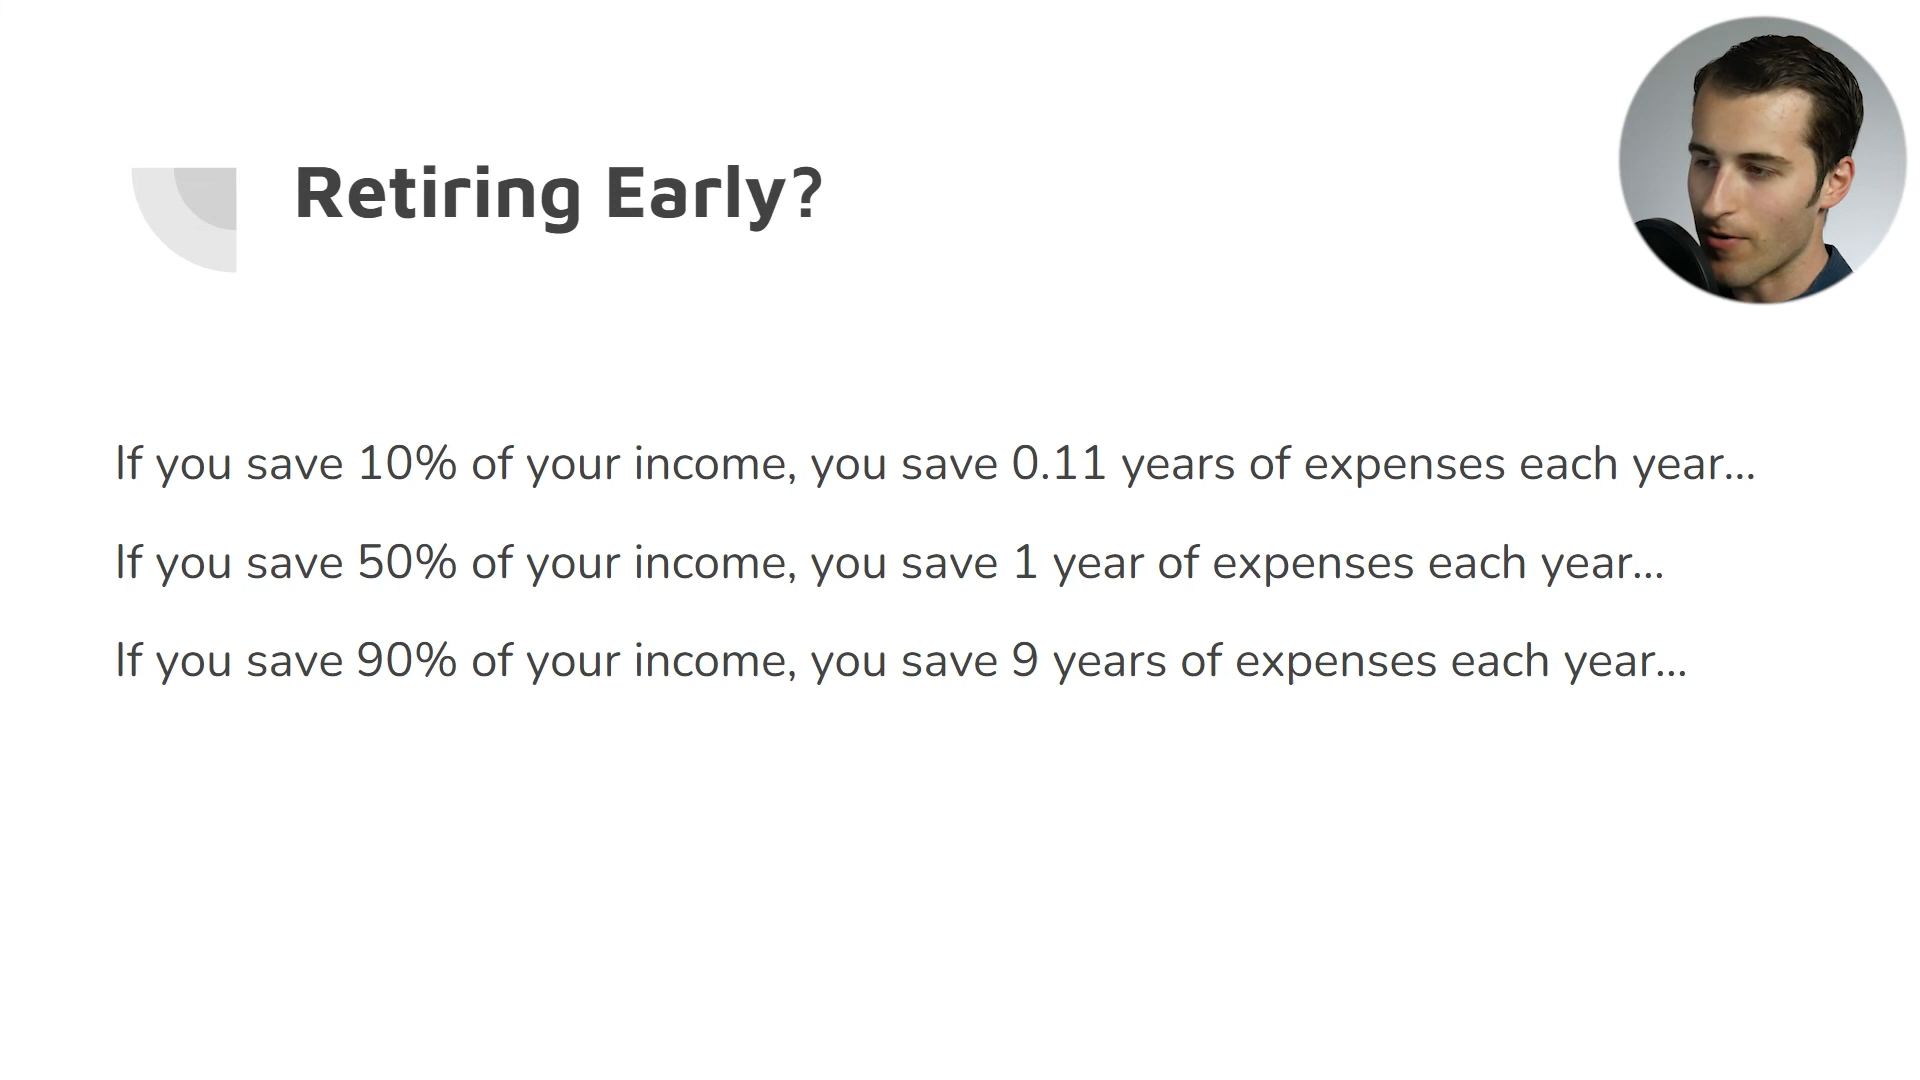 Retiring Early?
If you save 10% of your income, you save 0.11 years of expenses each year...
If you save 50% of your income, you save 1 year of expenses each year...
If you save 90% of your income, you save 9 years of expenses each year...